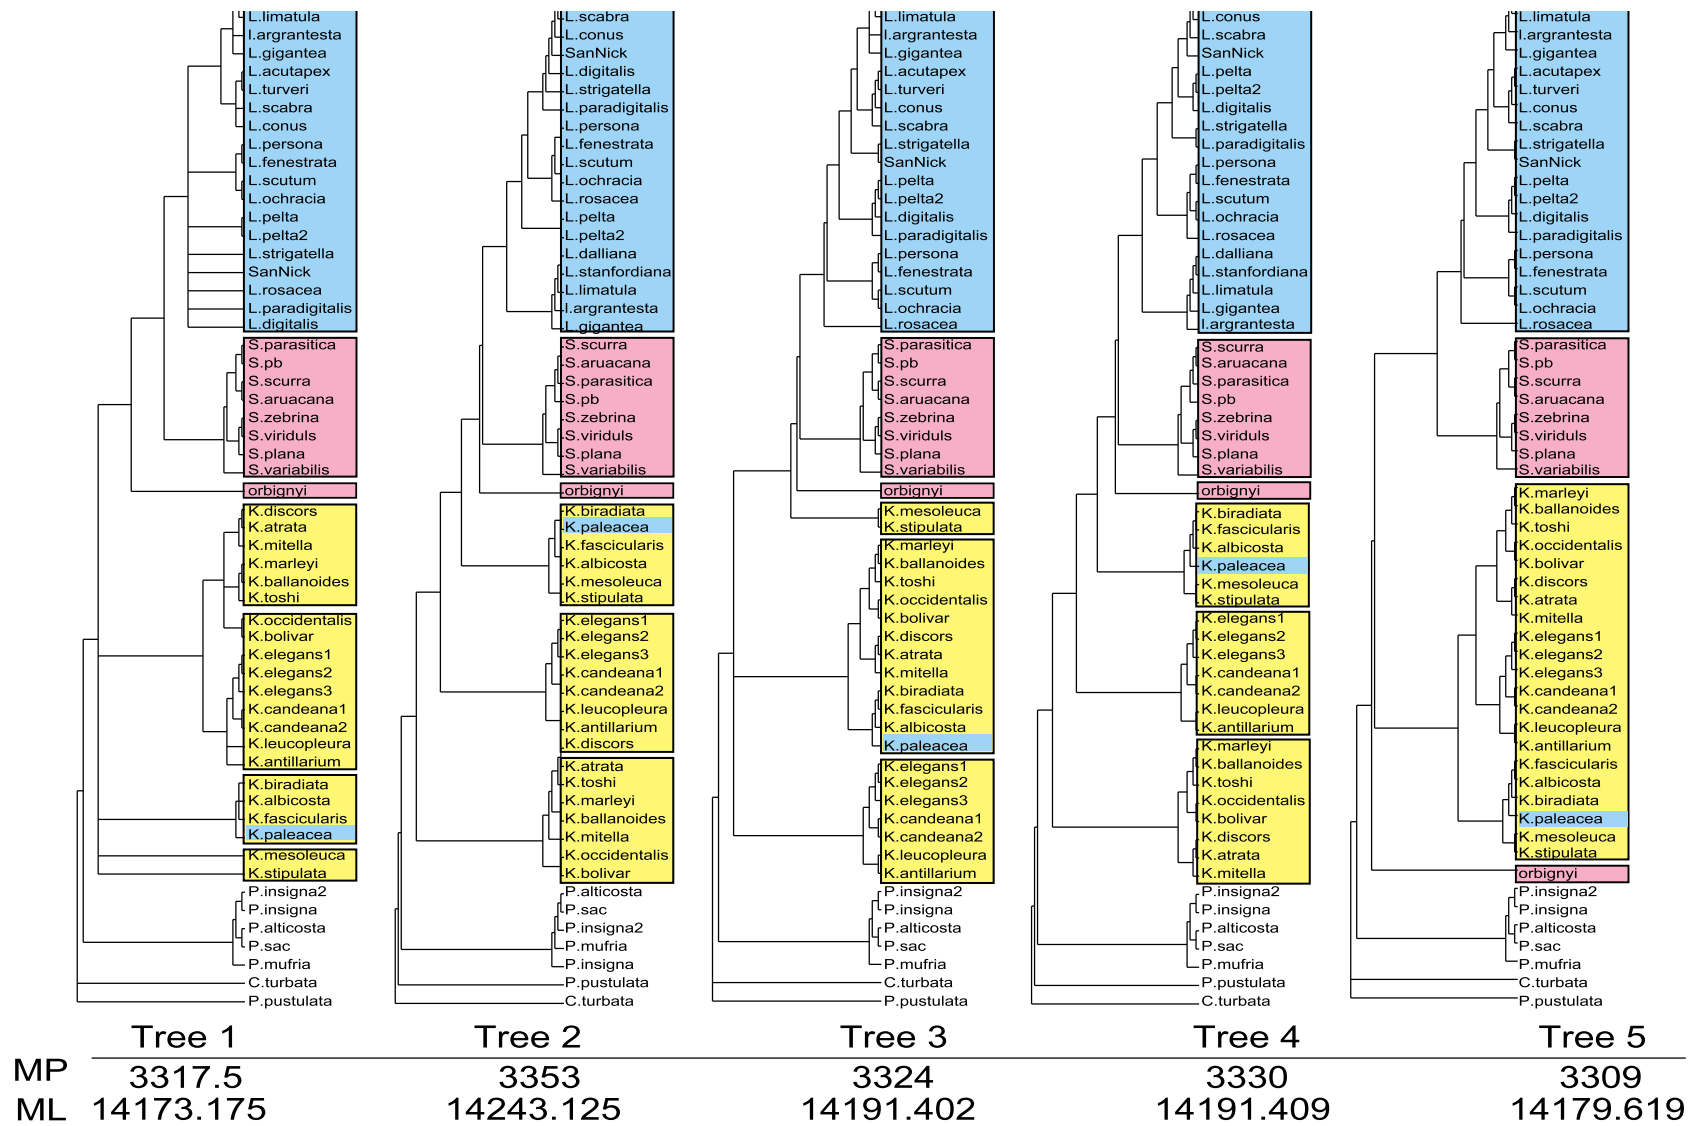 L.limatula
l.argrantesta
L.gigantea
L.acutapex
L.turveri
L.scabra
L.conus
L.persona
L.fenestrata
L.scutum
L.ochracia
L.pelta
L.pelta2
L.strigatella
SanNick
L.rosacea
L.paradigitalis
L.digitalis
S.parasitica
S.pb
S.scurra
S.aruacana
S.zebrina
S.viriduls
S.plana
S.variabilis
orbignyi
K.discors
K.atrata
K.mitella
K.marleyi
K.ballanoides
K.toshi
K.occidentalis
K.bolivar
K.elegans1
K.elegans2
K.elegans3
K.candeana1
K.candeana2
K.leucopleura
K.antillarium
K.biradiata
K.albicosta
K.fascicularis
K.paleacea
K.mesoleuca
K.stipulata
P.insigna2
P.insigna
P.alticosta
P.sac
P.mufria
C.turbata
P.pustulata
L.scabra
L.conus
SanNick
L.digitalis
L.strigatella
L.paradigitalis
L.persona
L.fenestrata
L.scutum
L.ochracia
L.rosacea
L.pelta
L.pelta2
L.dalliana
L.stanfordiana
L.limatula
l.argrantesta
L.gigantea
S.scurra
S.aruacana
S.parasitica
S.pb
S.zebrina
S.viriduls
S.plana
S.variabilis
orbignyi
K.biradiata
K.paleacea
K.fascicularis
K.albicosta
K.mesoleuca
K.stipulata
K.elegans1
K.elegans2
K.elegans3
K.candeana1
K.candeana2
K.leucopleura
K.antillarium
K.discors
K.atrata
K.toshi
K.marleyi
K.ballanoides
K.mitella
K.occidentalis
K.bolivar
P.alticosta
P.sac
P.insigna2
P.mufria
P.insigna
P.pustulata
C.turbata
L.limatula
l.argrantesta
L.gigantea
L.acutapex
L.turveri
L.conus
L.scabra
L.strigatella
SanNick
L.pelta
L.pelta2
L.digitalis
L.paradigitalis
L.persona
L.fenestrata
L.scutum
L.ochracia
L.rosacea
S.parasitica
S.pb
S.scurra
S.aruacana
S.zebrina
S.viriduls
S.plana
S.variabilis
orbignyi
K.mesoleuca
K.stipulata
K.marleyi
K.ballanoides
K.toshi
K.occidentalis
K.bolivar
K.discors
K.atrata
K.mitella
K.biradiata
K.fascicularis
K.albicosta
K.paleacea
K.elegans1
K.elegans2
K.elegans3
K.candeana1
K.candeana2
K.leucopleura
K.antillarium
P.insigna2
P.insigna
P.alticosta
P.sac
P.mufria
C.turbata
P.pustulata
L.conus
L.scabra
SanNick
L.pelta
L.pelta2
L.digitalis
L.strigatella
L.paradigitalis
L.persona
L.fenestrata
L.scutum
L.ochracia
L.rosacea
L.dalliana
L.stanfordiana
L.limatula
L.gigantea
l.argrantesta
S.scurra
S.aruacana
S.parasitica
S.pb
S.zebrina
S.viriduls
S.plana
S.variabilis
orbignyi
K.biradiata
K.fascicularis
K.albicosta
K.paleacea
K.mesoleuca
K.stipulata
K.elegans1
K.elegans2
K.elegans3
K.candeana1
K.candeana2
K.leucopleura
K.antillarium
K.marleyi
K.ballanoides
K.toshi
K.occidentalis
K.bolivar
K.discors
K.atrata
K.mitella
P.insigna2
P.insigna
P.alticosta
P.sac
P.mufria
P.pustulata
C.turbata
L.limatula
l.argrantesta
L.gigantea
L.acutapex
L.turveri
L.conus
L.scabra
L.strigatella
SanNick
L.pelta
L.pelta2
L.digitalis
L.paradigitalis
L.persona
L.fenestrata
L.scutum
L.ochracia
L.rosacea
S.parasitica
S.pb
S.scurra
S.aruacana
S.zebrina
S.viriduls
S.plana
S.variabilis
K.marleyi
K.ballanoides
K.toshi
K.occidentalis
K.bolivar
K.discors
K.atrata
K.mitella
K.elegans1
K.elegans2
K.elegans3
K.candeana1
K.candeana2
K.leucopleura
K.antillarium
K.fascicularis
K.albicosta
K.biradiata
K.paleacea
K.mesoleuca
K.stipulata
orbignyi
P.insigna2
P.insigna
P.alticosta
P.sac
P.mufria
C.turbata
P.pustulata
Tree 1 Tree 2 Tree 3 Tree 4 Tree 5
MP 3317.5 3353 3324 3330 3309
ML 14173.175 14243.125 14191.402 14191.409 14179.619